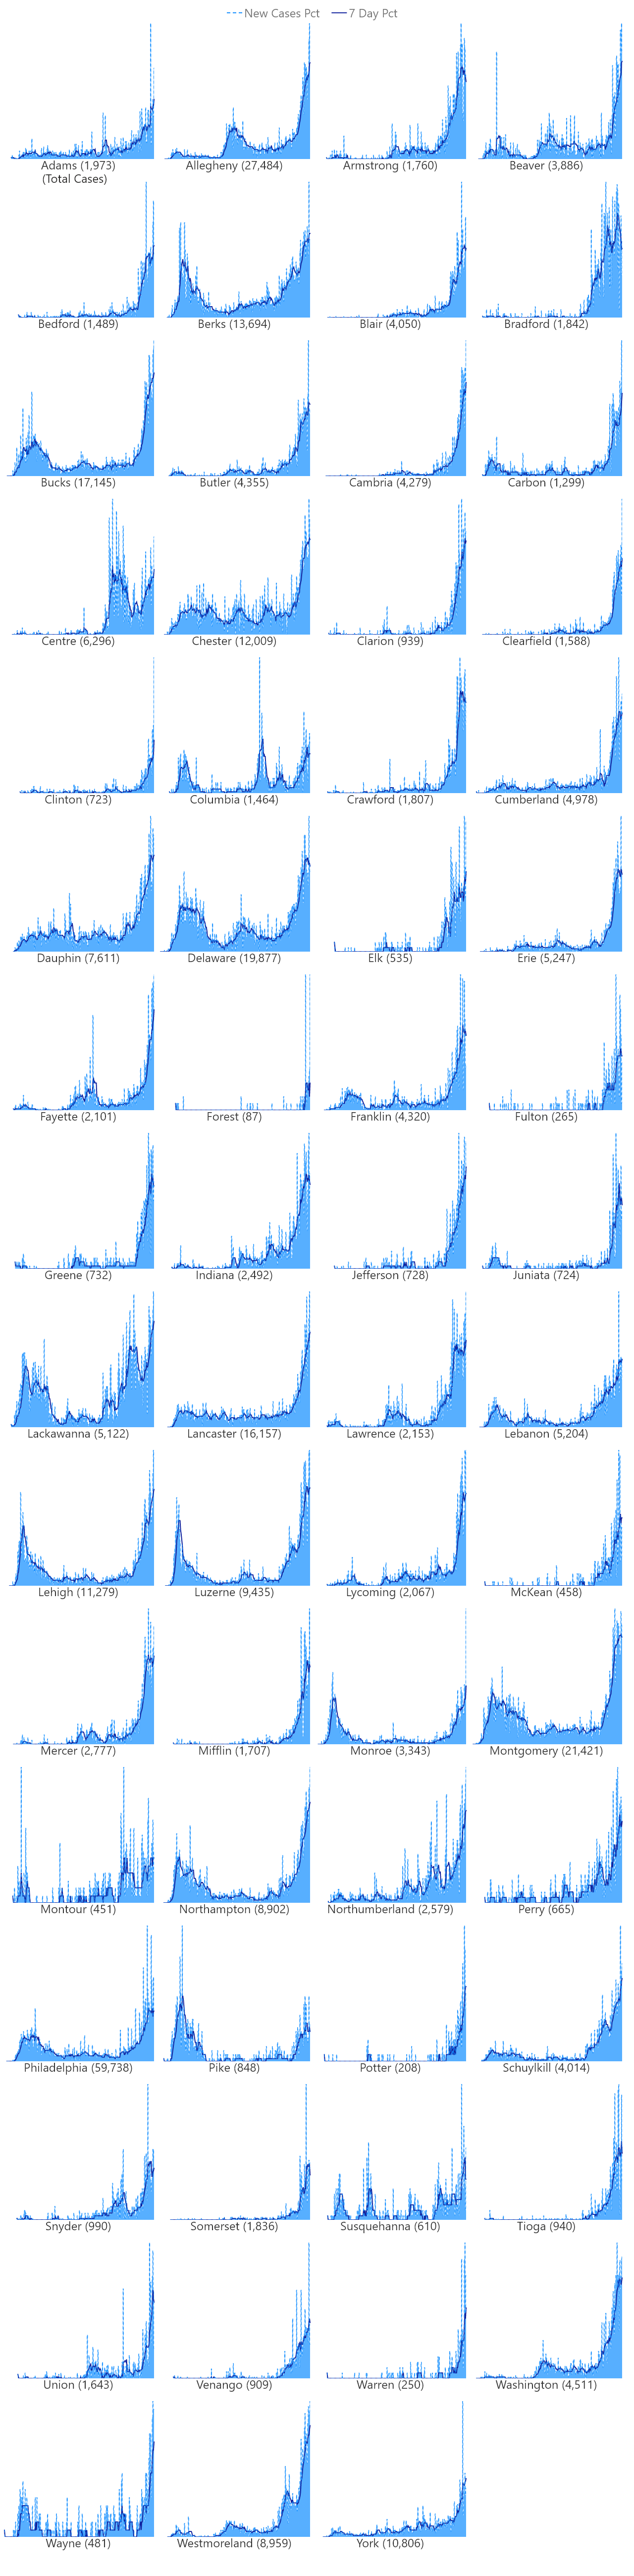 New Cases Pct 7 Day Pct
Adams (1,973) Allegheny (27,484) Armstrong (1,760) Beaver (3,886)
(Total Cases)
Bedford (1,489) Berks (13,694) Blair (4,050) Bradford (1,842)
Bucks (17,145) Butler (4,355) Cambria (4,279) Carbon (1,299)
Centre (6,296) Chester (12,009) Clarion (939) Clearfield (1,588)
Clinton (723) Columbia (1,464) Crawford (1,807) Cumberland (4,978)
Dauphin (7,611) Delaware (19,877) Elk (535) Erie (5,247)
Fayette (2,101) Forest (87) Franklin (4,320) Fulton (265)
Greene (732) Indiana (2,492) Jefferson (728) Juniata (724)
Lackawanna (5,122) Lancaster (16,157) Lawrence (2,153) Lebanon (5,204)
Lehigh (11,279) Luzerne (9,435) Lycoming (2,067) McKean (458)
Mercer (2,777) Mifflin (1,707) Monroe (3,343) Montgomery (21,421)
Montour (451) Northampton (8,902) Northumberland (2,579) Perry (665)
Philadelphia (59,738) Pike (848) Potter (208) Schuylkill (4,014)
Snyder (990) Somerset (1,836) Susquehanna (610) Tioga (940)
Union (1,643) Venango (909) Warren (250) Washington (4,511)
Wayne (481) Westmoreland (8,959) York (10,806)